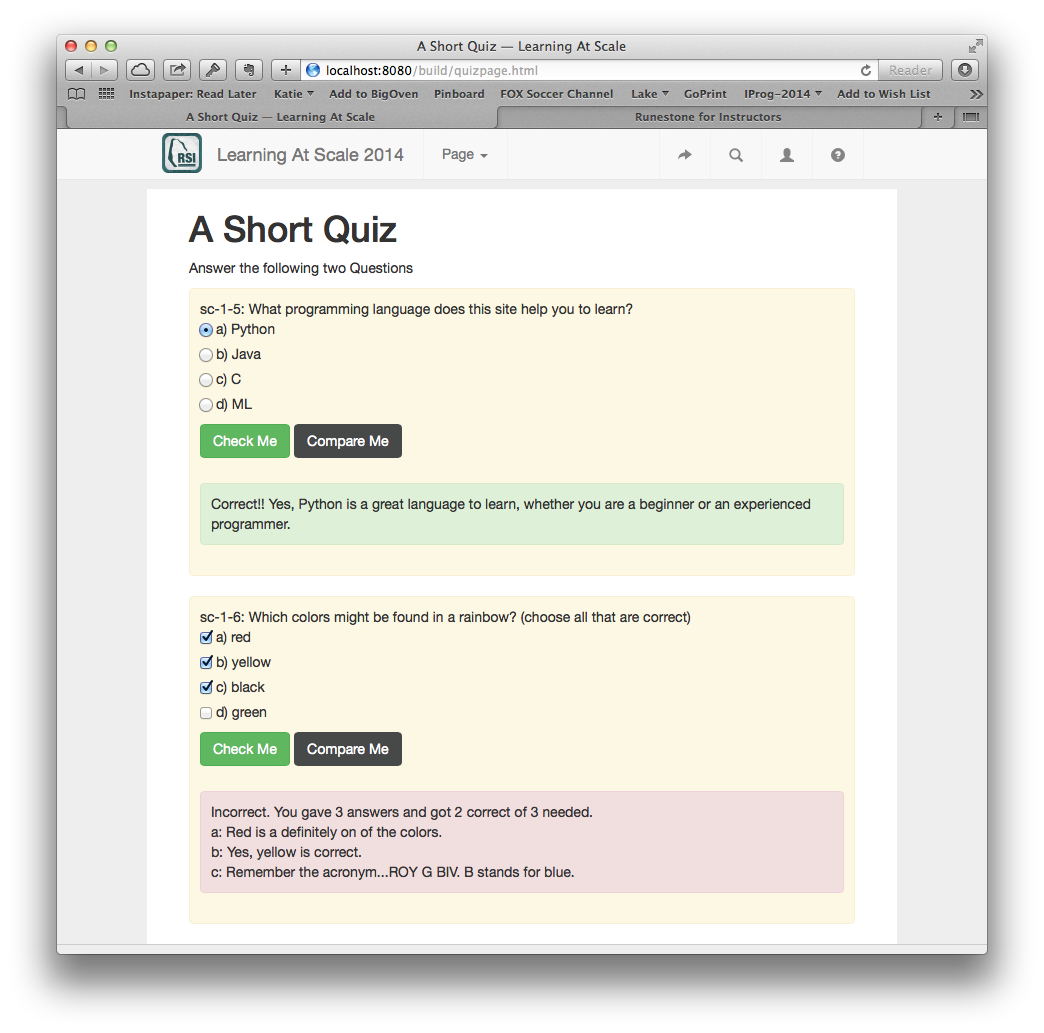 A Short Quiz — Learning At Scale
localhost:8080/build/quizpage.html
Reader
Instapaper: Read Later Katie Add to BigOven Pinboard FOX Soccer Channel Lake GoPrint IProg-2014 Add to Wish List
A Short Quiz — Learning At Scale Runestone for Instructors
RSI Learning At Scale 2014 Page
A Short Quiz
Answer the following two Questions
sc-1-5: What programming language does this site help you to learn?
a) Python
b) Java
c) C
d) ML
Check Me Compare Me
Correct!! Yes, Python is a great language to learn, whether you are a beginner or an experienced
programmer.
sc-1-6: Which colors might be found in a rainbow? (choose all that are correct)
a) red
b) yellow
c) black
d) green
Check Me Compare Me
Incorrect. You gave 3 answers and got 2 correct of 3 needed.
a: Red is a definitely on of the colors.
b: Yes, yellow is correct.
c: Remember the acronym...ROY G BIV. B stands for blue.